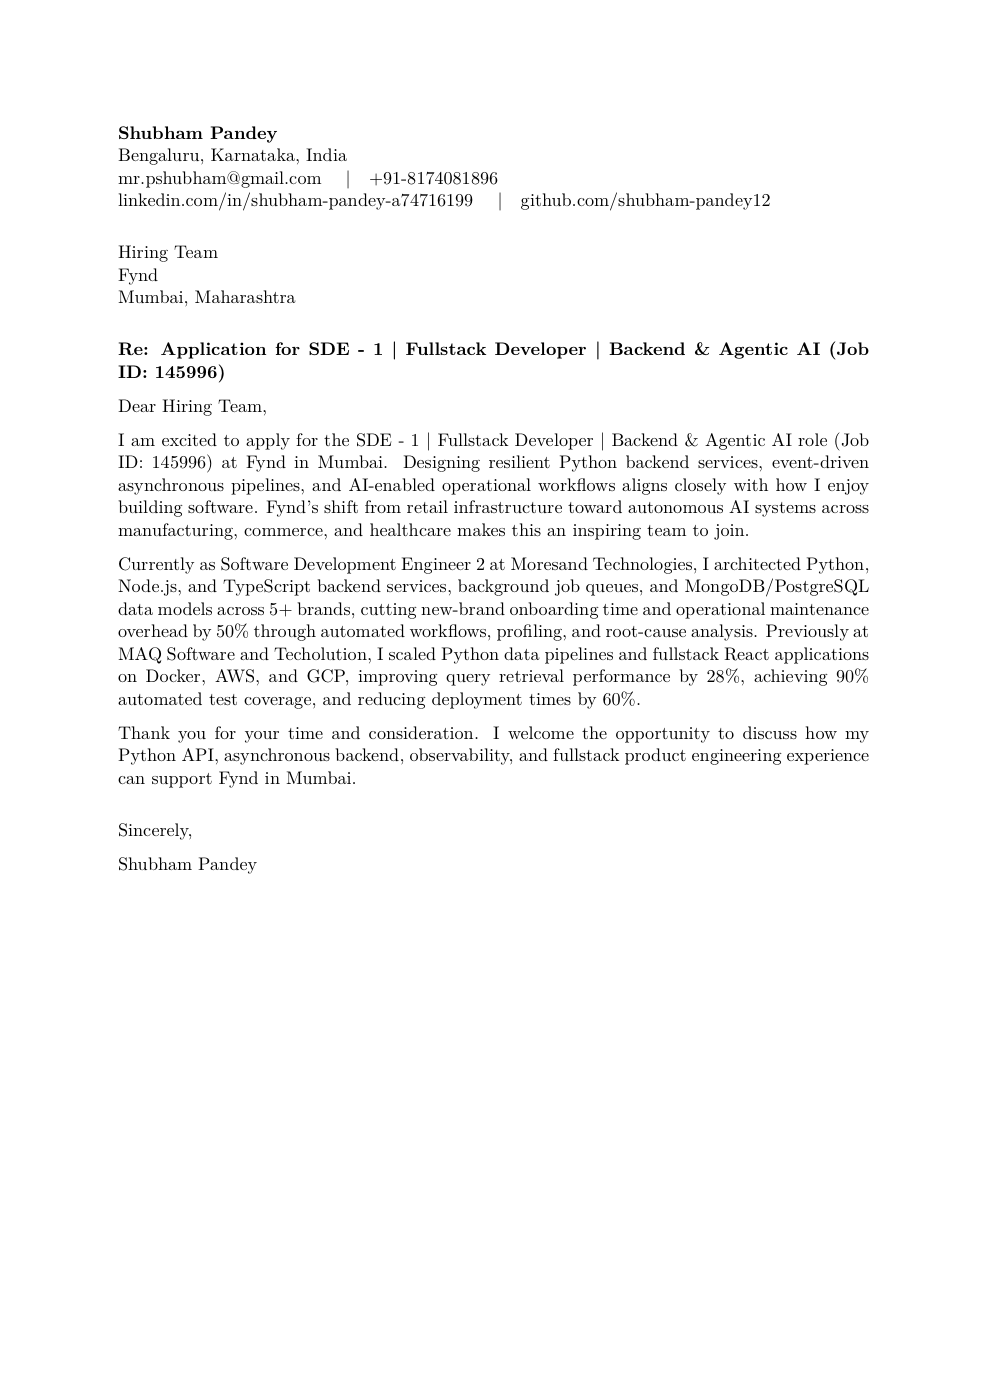 Shubham Pandey
Bengaluru, Karnataka, India
mr.pshubham@gmail.com | +91-8174081896
linkedin.com/in/shubham-pandey-a74716199 | github.com/shubham-pandey12
Hiring Team
Fynd
Mumbai, Maharashtra
Re: Application for SDE - 1 | Fullstack Developer | Backend & Agentic AI (Job
ID: 145996)
Dear Hiring Team,
I am excited to apply for the SDE - 1 | Fullstack Developer | Backend & Agentic AI role (Job
ID: 145996) at Fynd in Mumbai. Designing resilient Python backend services, event-driven
asynchronous pipelines, and AI-enabled operational workflows aligns closely with how I enjoy
building software. Fynd's shift from retail infrastructure toward autonomous AI systems across
manufacturing, commerce, and healthcare makes this an inspiring team to join.
Currently as Software Development Engineer 2 at Moresand Technologies, I architected Python,
Node.js, and TypeScript backend services, background job queues, and MongoDB/PostgreSQL
data models across 5+ brands, cutting new-brand onboarding time and operational maintenance
overhead by 50% through automated workflows, profiling, and root-cause analysis. Previously at
MAQ Software and Techolution, I scaled Python data pipelines and fullstack React applications
on Docker, AWS, and GCP, improving query retrieval performance by 28%, achieving 90%
automated test coverage, and reducing deployment times by 60%.
Thank you for your time and consideration. I welcome the opportunity to discuss how my
Python API, asynchronous backend, observability, and fullstack product engineering experience
can support Fynd in Mumbai.
Sincerely,
Shubham Pandey